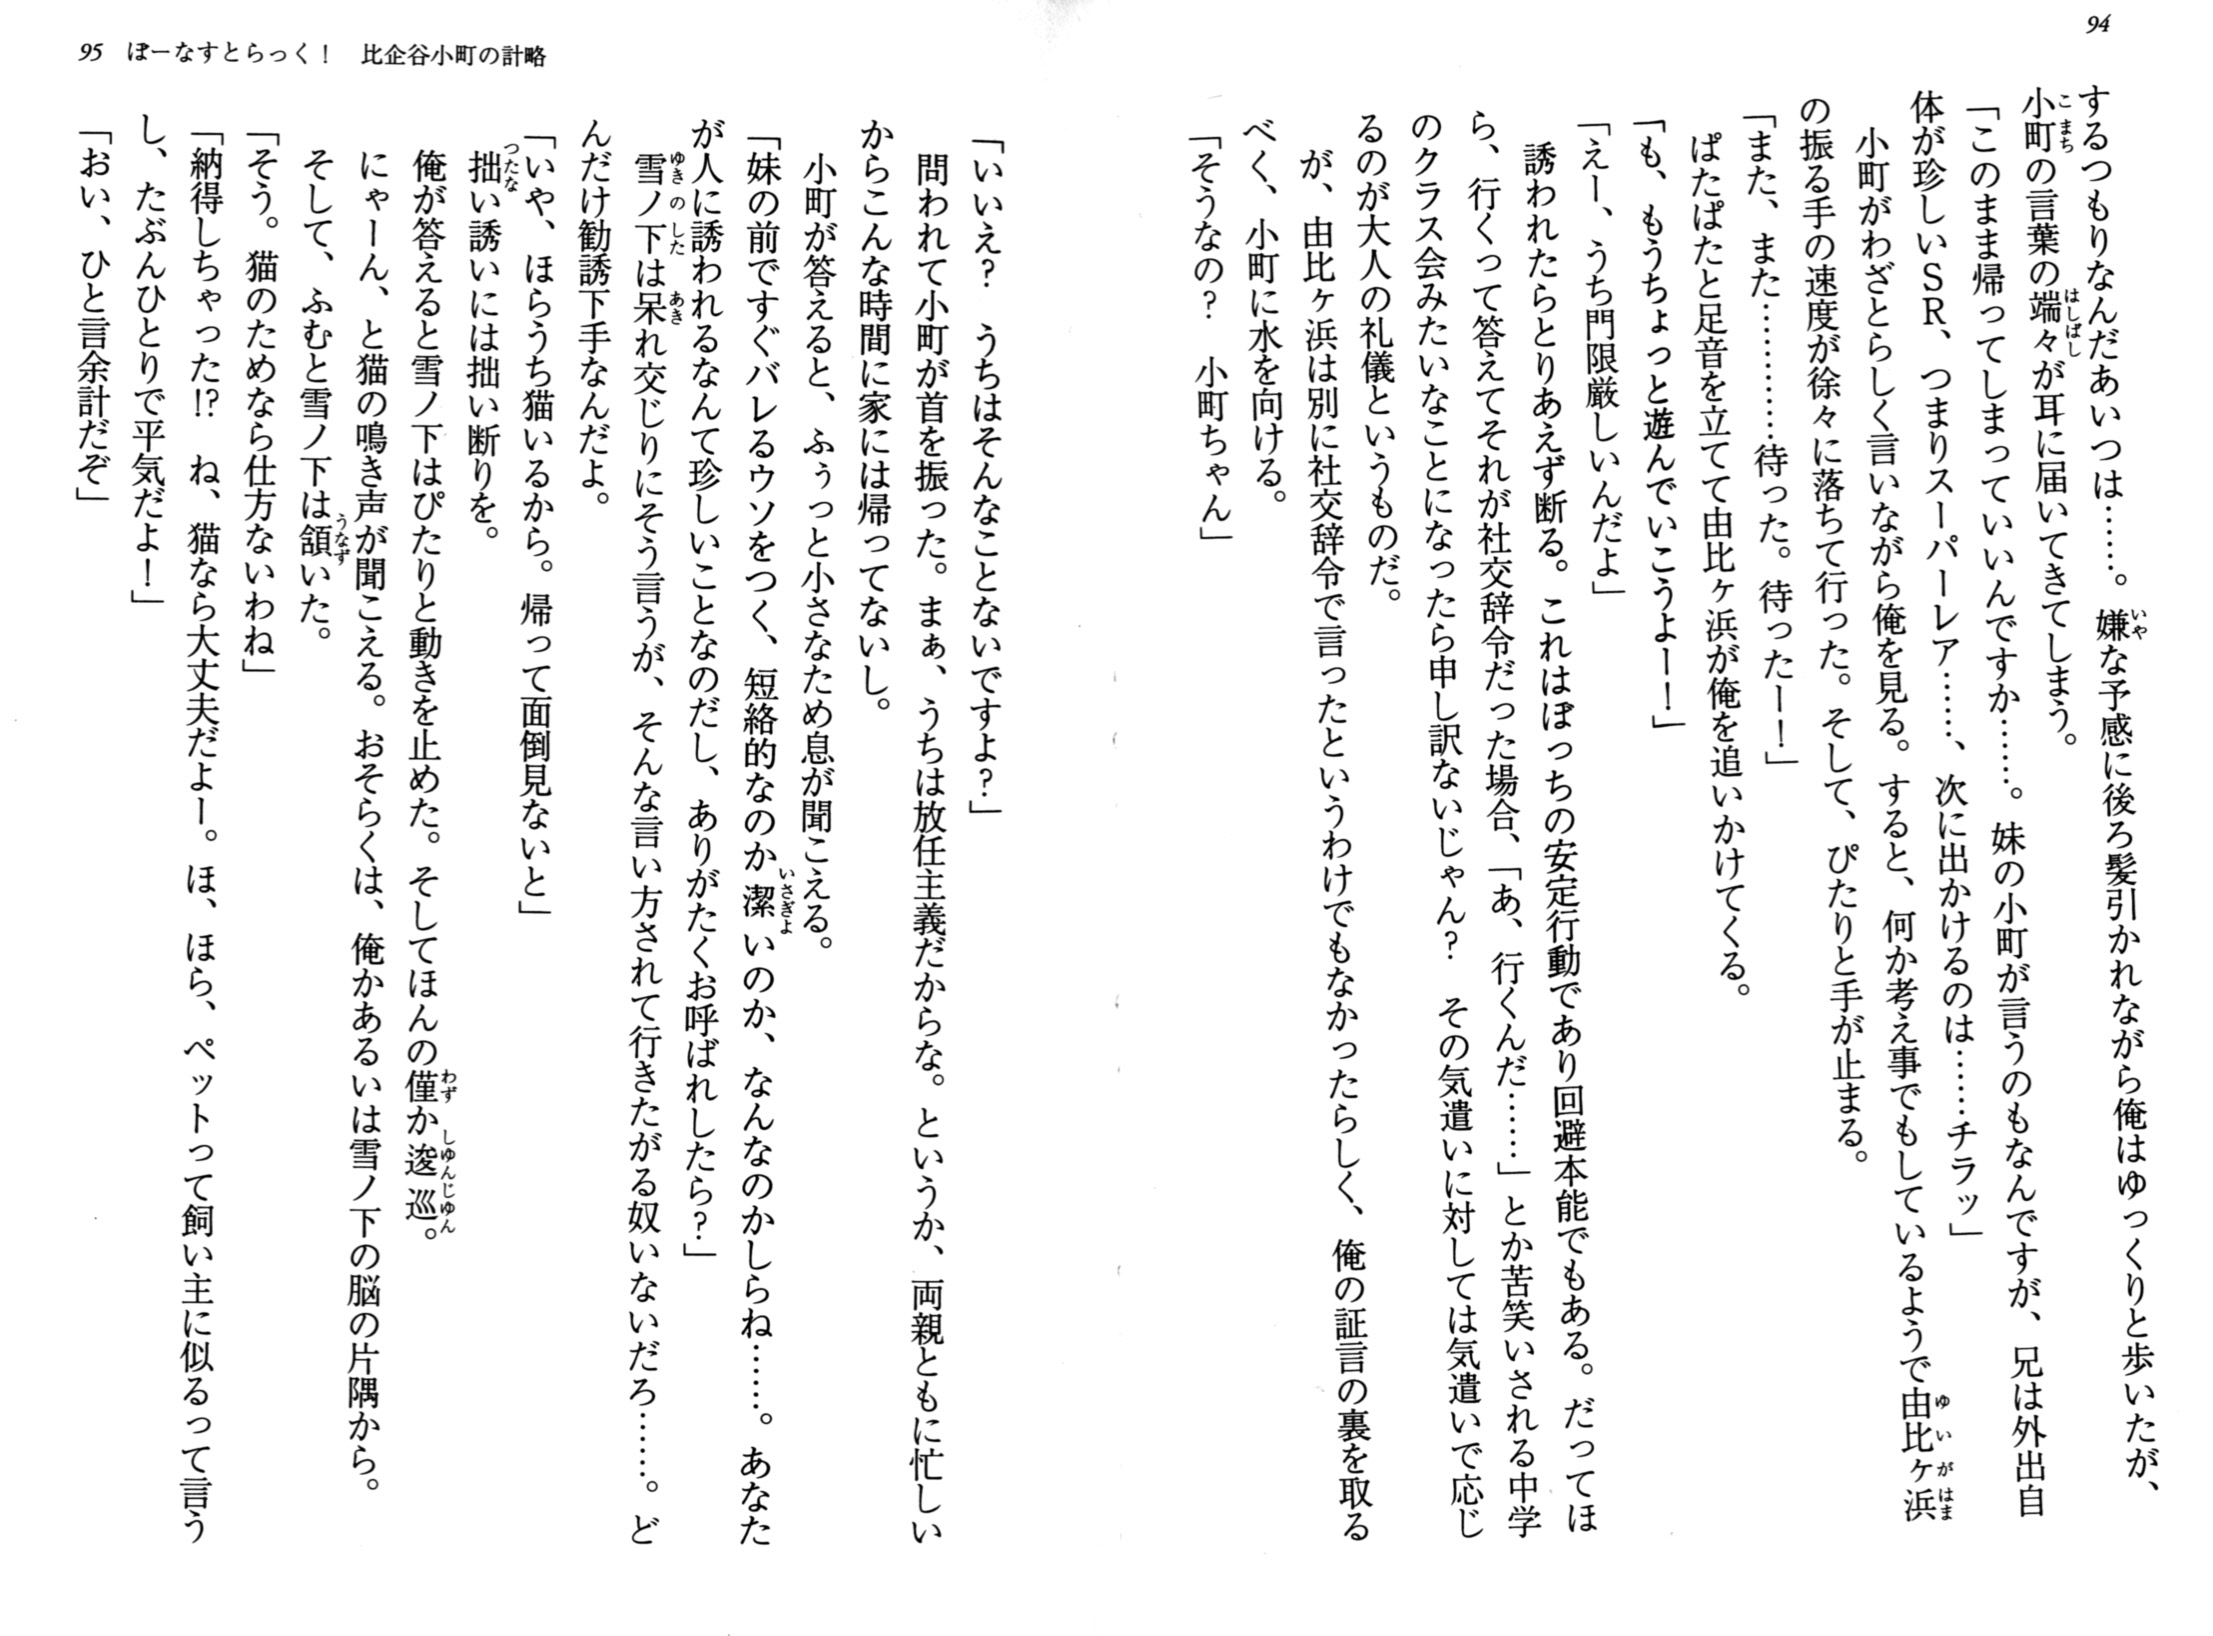 94
するつもりなんだあいつは……。嫌な予感に後ろ髪引かれながら俺はゆっくりと歩いたが、
小町の言葉の端々が耳に届いてきてしまう。
「このまま帰ってしまっていいんですか……。妹の小町が言うのもなんですが、兄は外出自
体が珍しいSR、つまりスーパーレア……、次に出かけるのは……チラッ」
小町がわざとらしく言いながら俺を見る。すると、何か考え事でもしているようで由比ヶ浜
の振る手の速度が徐々に落ちて行った。そして、ぴたりと手が止まる。
「また、また…………待った。待ったー！」
ぱたぱたと足音を立てて由比ヶ浜が俺を追いかけてくる。
「も、もうちょっと遊んでいこうよー！」
「えー、うち門限厳しいんだよ」
誘われたらとりあえず断る。これはぼっちの安定行動であり回避本能でもある。だってほ
ら、行くって答えてそれが社交辞令だった場合、「あ、行くんだ……」とか苦笑いされる中学
のクラス会みたいなことになったら申し訳ないじゃん？　その気遣いに対しては気遣いで応じ
るのが大人の礼儀というものだ。
が、由比ヶ浜は別に社交辞令で言ったというわけでもなかったらしく、俺の証言の裏を取る
べく、小町に水を向ける。
「そうなの？　小町ちゃん」
95　ぼーなすとらっく！　比企谷小町の計略
「いいえ？　うちはそんなことないですよ？」
問われて小町が首を振った。まぁ、うちは放任主義だからな。というか、両親ともに忙しい
からこんな時間に家には帰ってないし。
小町が答えると、ふぅっと小さなため息が聞こえる。
「妹の前ですぐバレるウソをつく、短絡的なのか潔いのか、なんなのかしらね……。あなた
が人に誘われるなんて珍しいことなのだし、ありがたくお呼ばれしたら？」
雪ノ下は呆れ交じりにそう言うが、そんな言い方されて行きたがる奴いないだろ……。ど
んだけ勧誘下手なんだよ。
「いや、ほらうち猫いるから。帰って面倒見ないと」
拙い誘いには拙い断りを。
俺が答えると雪ノ下はぴたりと動きを止めた。そしてほんの僅か逡巡。
にゃーん、と猫の鳴き声が聞こえる。おそらくは、俺かあるいは雪ノ下の脳の片隅から。
そして、ふむと雪ノ下は頷いた。
「そう。猫のためなら仕方ないわね」
「納得しちゃった!?　ね、猫なら大丈夫だよー。ほ、ほら、ペットって飼い主に似るって言う
し、たぶんひとりで平気だよ！」
「おい、ひと言余計だぞ」